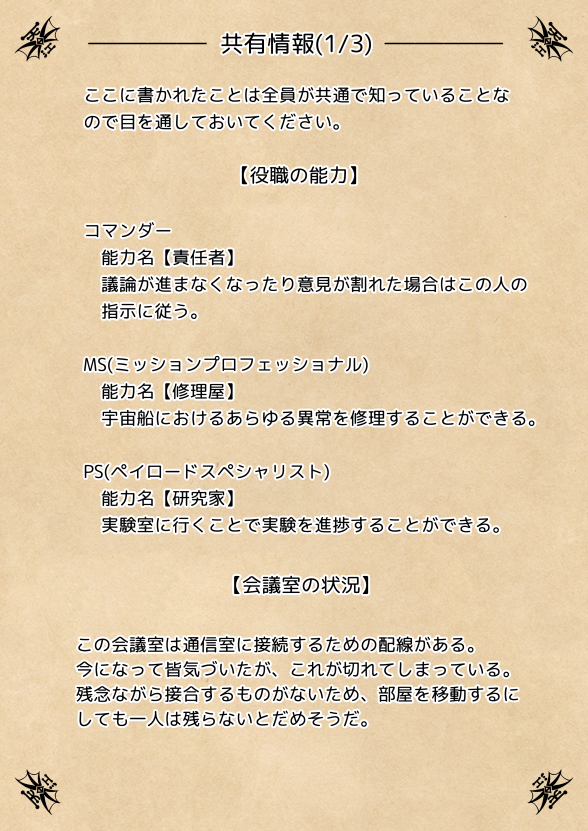 共有情報(1/3)
ここに書かれたことは全員が共通で知っていることな
ので目を通しておいてください。
【役職の能力】
コマンダー
能力名【責任者】
議論が進まなくなったり意見が割れた場合はこの人の
指示に従う。
MS(ミッションプロフェッショナル)
能力名【修理屋】
宇宙船におけるあらゆる異常を修理することができる。
PS(ペイロードスペシャリスト)
能力名【研究家】
実験室に行くことで実験を進捗することができる。
【会議室の状況】
この会議室は通信室に接続するための配線がある。
今になって皆気づいたが、これが切れてしまっている。
残念ながら接合するものがないため、部屋を移動するに
しても一人は残らないとだめそうだ。